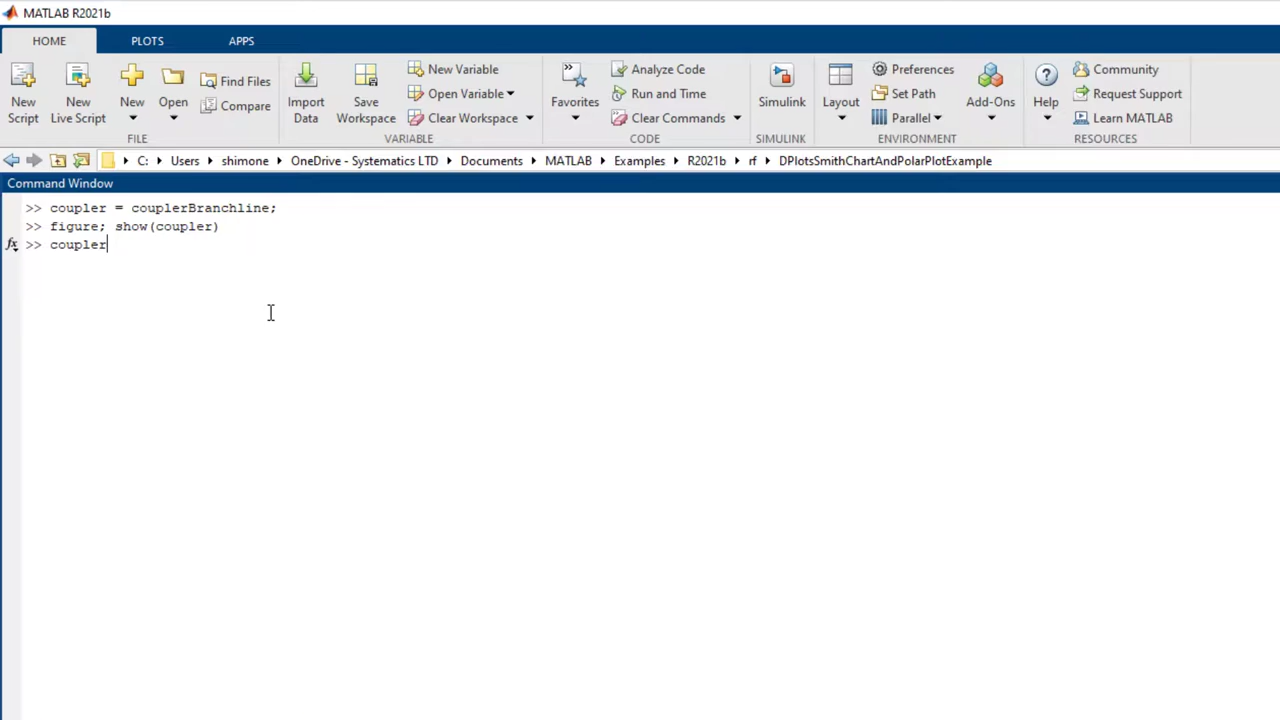 MATLAB R2021b
HOME PLOTS APPS
New Script
New Live Script
New
Open
Find Files
Compare
FILE
Import Data
Save Workspace
New Variable
Open Variable
Clear Workspace
VARIABLE
Favorites
Analyze Code
Run and Time
Clear Commands
CODE
Simulink
SIMULINK
Layout
Preferences
Set Path
Parallel
Add-Ons
ENVIRONMENT
Help
Community
Request Support
Learn MATLAB
RESOURCES
C: Users shimone OneDrive - Systematics LTD Documents MATLAB Examples R2021b rf DPlotsSmithChartAndPolarPlotExample
Command Window
>> coupler = couplerBranchline;
>> figure; show(coupler)
fx >> coupler